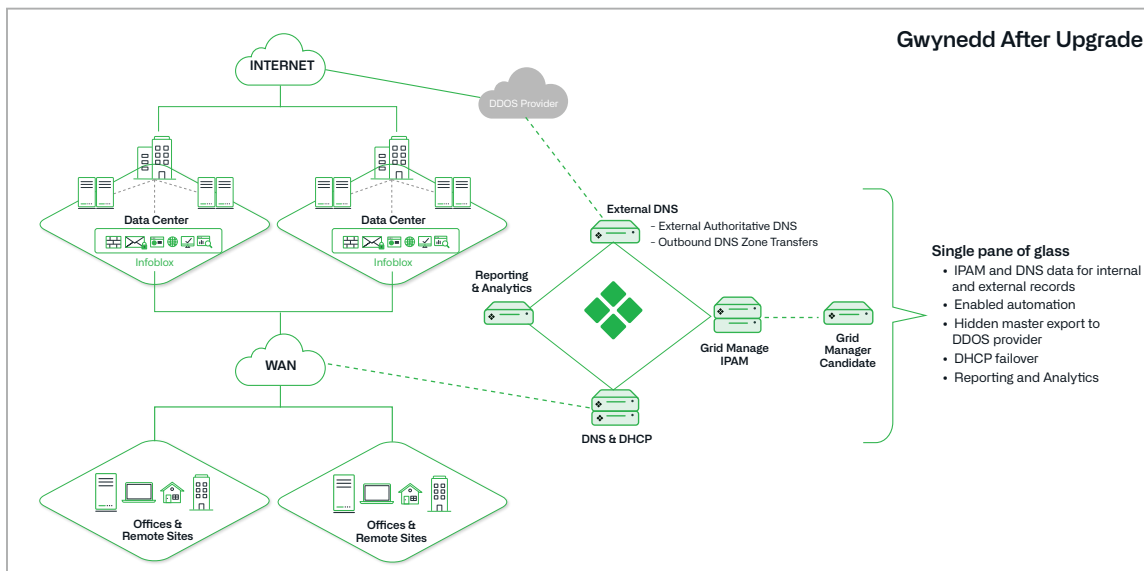 Gwynedd After Upgrade
INTERNET
DDOS Provider
Data Center
Infoblox
Data Center
Infoblox
External DNS
- External Authoritative DNS
- Outbound DNS Zone Transfers
Reporting
& Analytics
Grid Manage
IPAM
Grid
Manager
Candidate
DNS & DHCP
WAN
Offices &
Remote Sites
Offices &
Remote Sites
Single pane of glass
• IPAM and DNS data for internal
and external records
• Enabled automation
• Hidden master export to
DDOS provider
• DHCP failover
• Reporting and Analytics